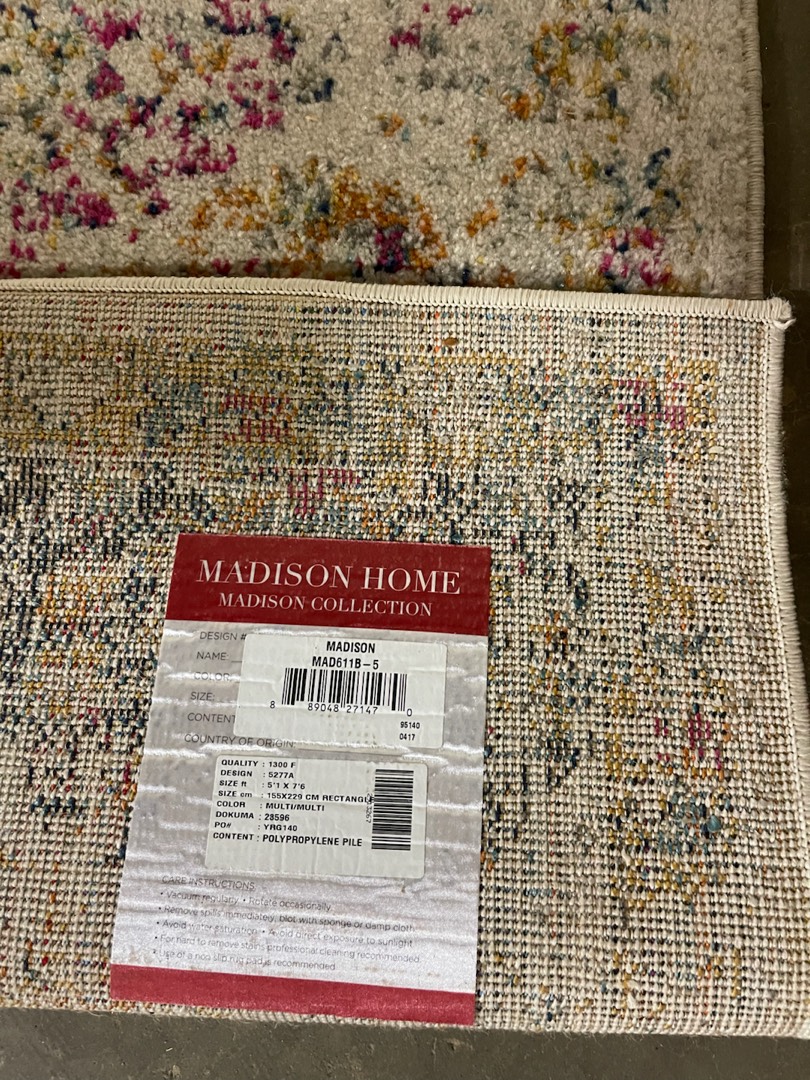 MADISON HOME
MADISON COLLECTION
DESIGN #
NAME
COLOR
SIZE:
CONTENT
COUNTRY OF ORIGIN:
MADISON
MAD611B-5
8 89048 27147 0
95140
0417
QUALITY : 1300 F
DESIGN : 5277A
SIZE ft : 5'1 X 7'6
SIZE cm : 155X229 CM RECTANGLE
COLOR : MULTI/MULTI
DOKUMA : 28596
PO# : YRG140
CONTENT : POLYPROPYLENE PILE
CARE INSTRUCTIONS
• Vacuum regularly • Rotate occasionally
• Remove spills immediately, blot with sponge or damp cloth
• Avoid water saturation • Avoid direct exposure to sunlight
• For hard to remove stains professional cleaning recommended
• Use of a non slip rug pad is recommended